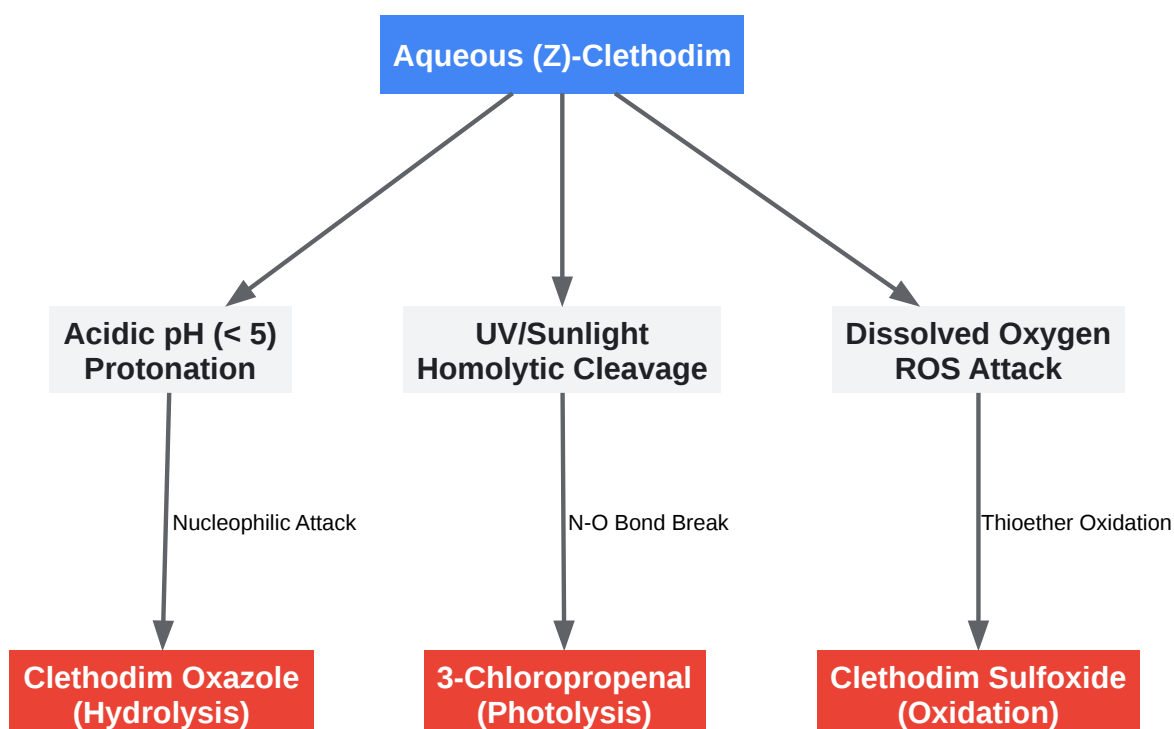 Aqueous (Z)-Clethodim
Acidic pH (< 5)
Protonation
UV/Sunlight
Homolytic Cleavage
Dissolved Oxygen
ROS Attack
Nucleophilic Attack
N-O Bond Break
Thioether Oxidation
Clethodim Oxazole
(Hydrolysis)
3-Chloropropenal
(Photolysis)
Clethodim Sulfoxide
(Oxidation)